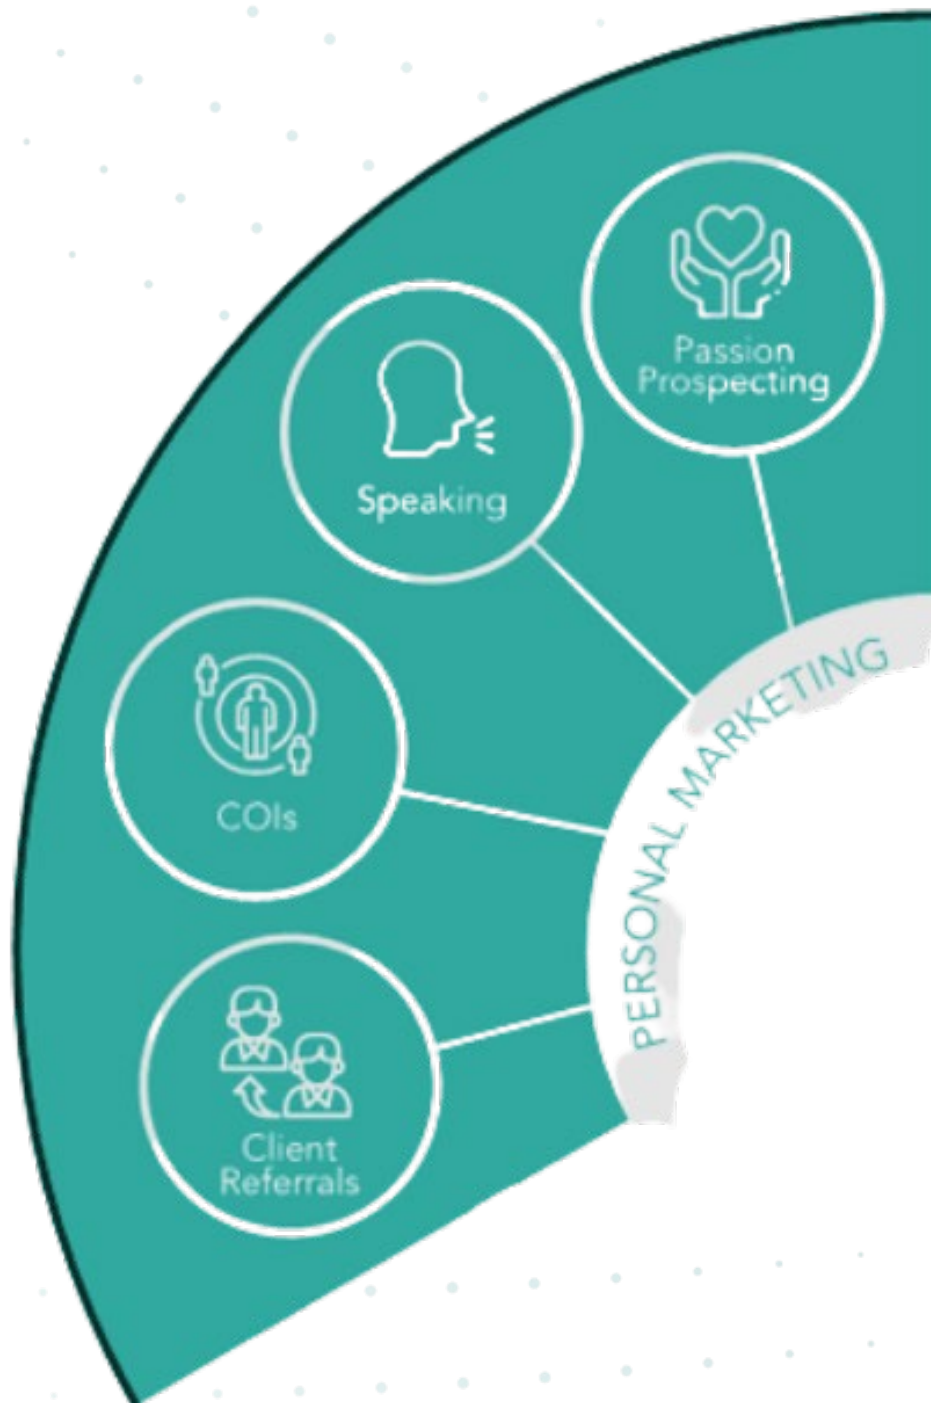 Passion
Prospecting
Speaking
COIs
Client
Referrals
PERSONAL MARKETING